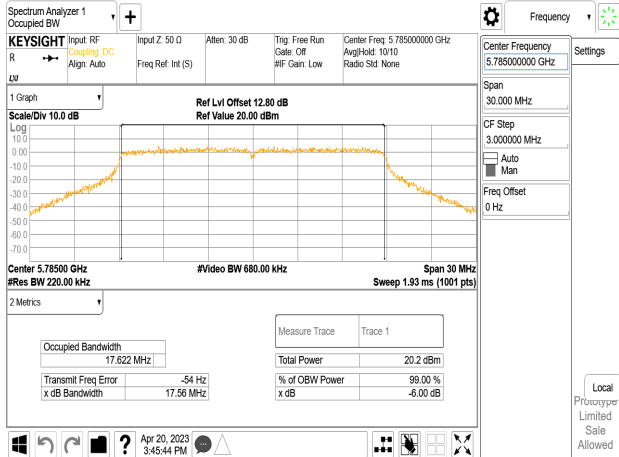 Spectrum Analyzer 1
Occupied BW
Frequency
KEYSIGHT
R
Input: RF
Coupling: DC
Align: Auto
Input Z: 50 Ω
Freq Ref: Int (S)
Atten: 30 dB
Trig: Free Run
Gate: Off
#IF Gain: Low
Center Freq: 5.785000000 GHz
Avg|Hold: 10/10
Radio Std: None
Center Frequency
5.785000000 GHz
Settings
Span
30.000 MHz
CF Step
3.000000 MHz
Auto
Man
Freq Offset
0 Hz
1 Graph
Scale/Div 10.0 dB
Ref Lvl Offset 12.80 dB
Ref Value 20.00 dBm
Log
10.0
0.00
-10.0
-20.0
-30.0
-40.0
-50.0
-60.0
-70.0
Center 5.78500 GHz
#Res BW 220.00 kHz
#Video BW 680.00 kHz
Span 30 MHz
Sweep 1.93 ms (1001 pts)
2 Metrics
Measure Trace
Trace 1
Occupied Bandwidth
17.622 MHz
Total Power
20.2 dBm
Transmit Freq Error
-54 Hz
% of OBW Power
99.00 %
x dB Bandwidth
17.56 MHz
x dB
-6.00 dB
Local
Prototype
Limited
Sale
Allowed
?
Apr 20, 2023
3:45:44 PM